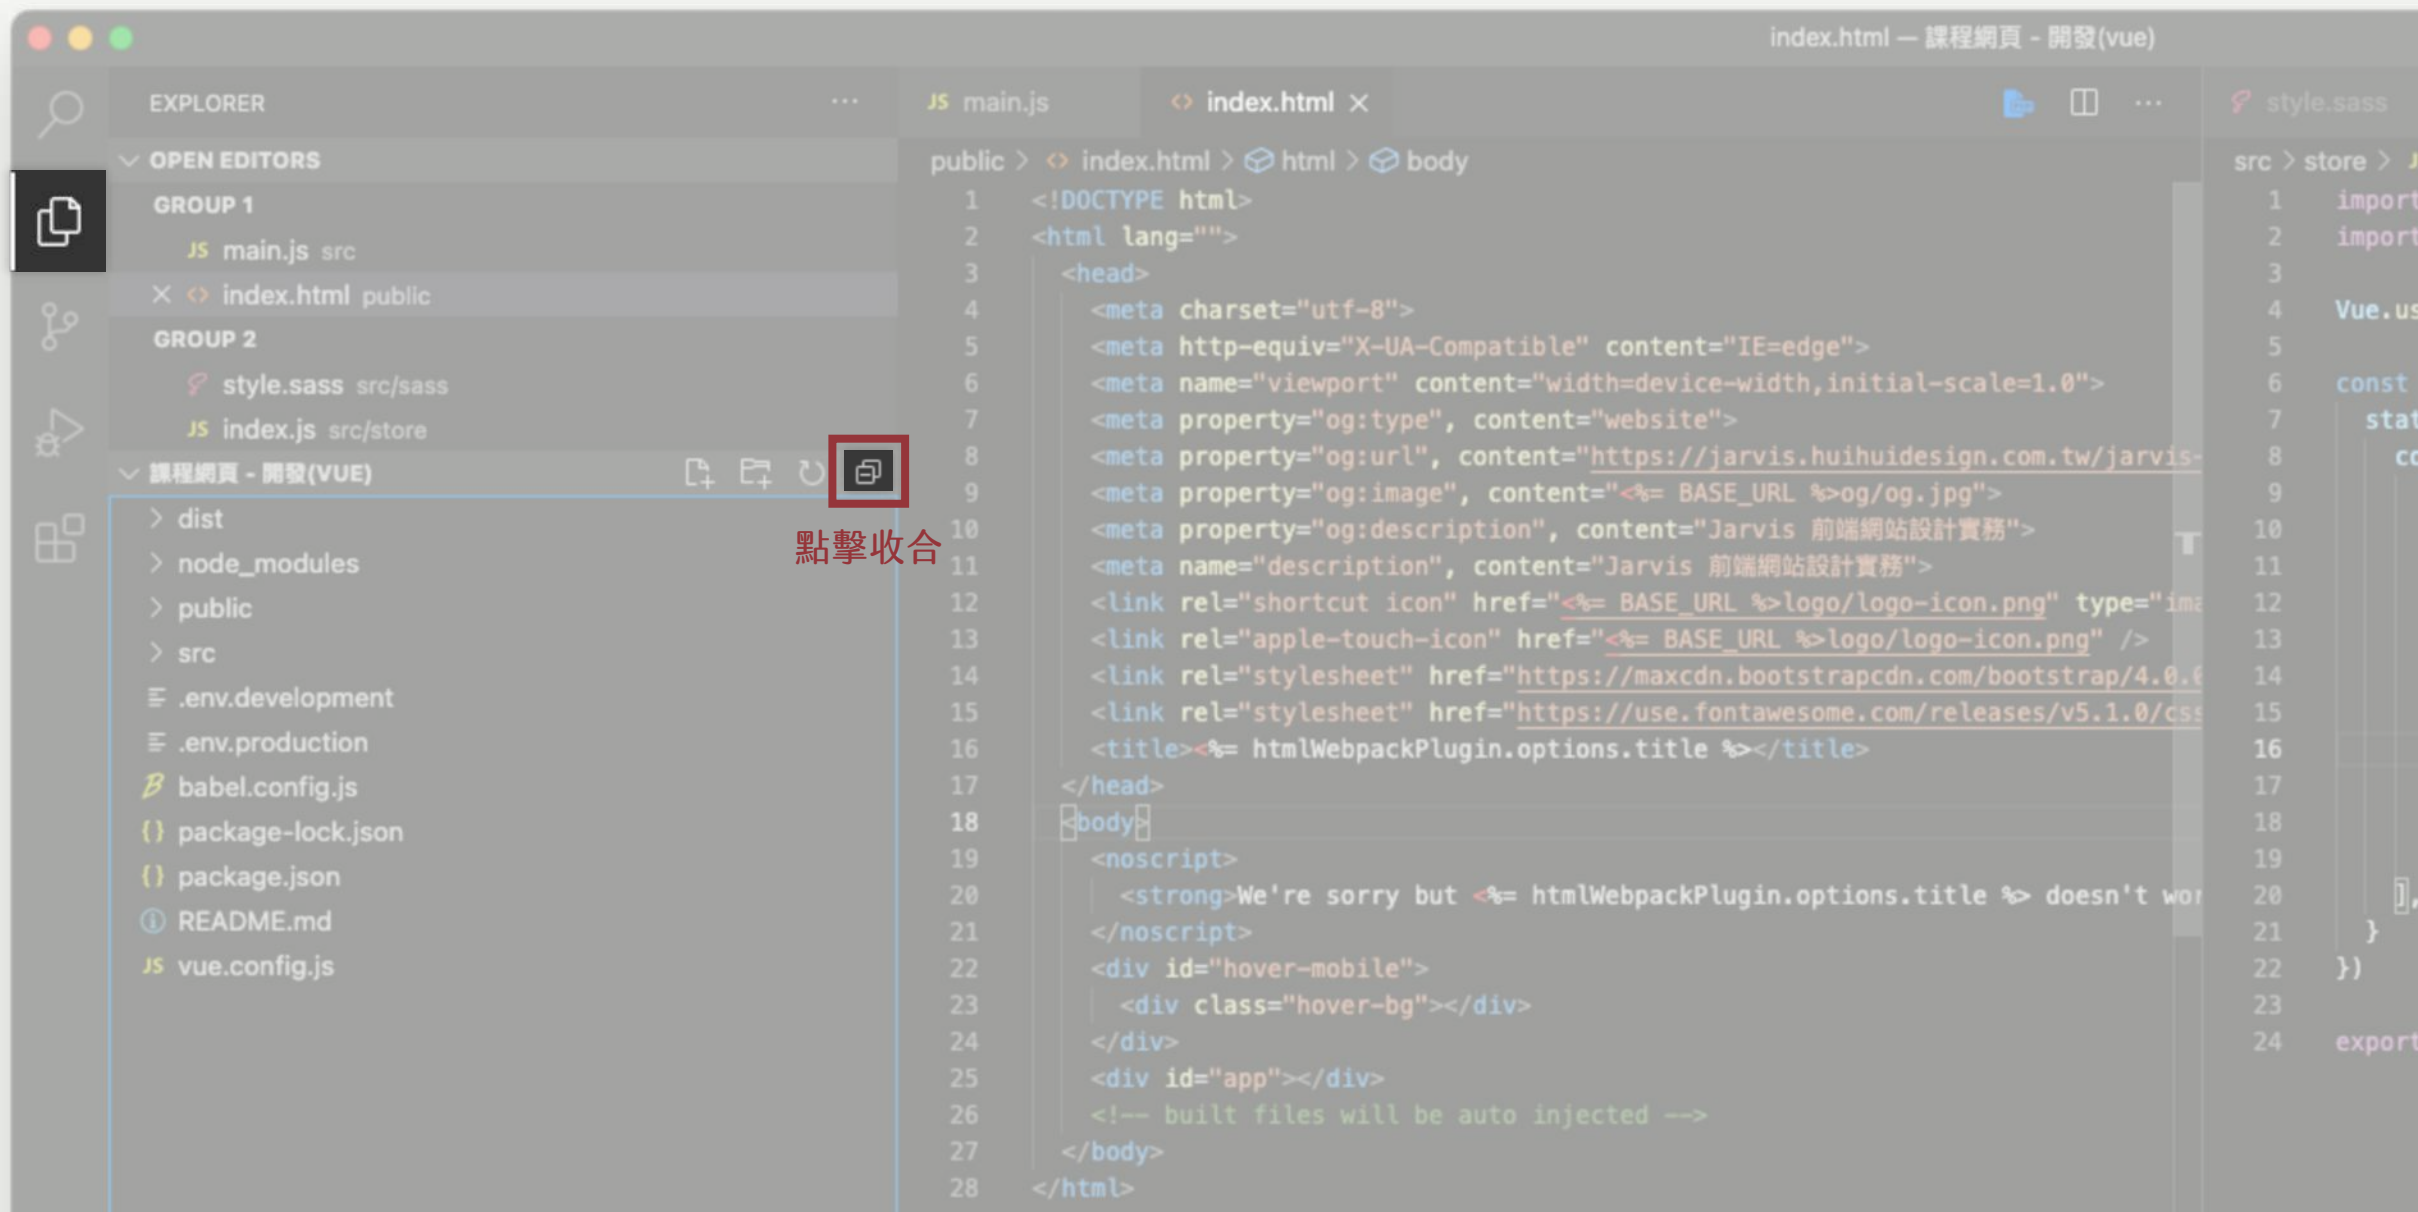 index.html — 課程網頁 - 開發(vue)
EXPLORER
OPEN EDITORS
GROUP 1
JS main.js src
index.html public
GROUP 2
style.sass src/sass
JS index.js src/store
課程網頁 - 開發(VUE)
點擊收合
dist
node_modules
public
src
.env.development
.env.production
babel.config.js
{} package-lock.json
{} package.json
README.md
JS vue.config.js
JS main.js
<> index.html
public > <> index.html > html > body
1 <!DOCTYPE html>
2 <html lang="">
3 <head>
4 <meta charset="utf-8">
5 <meta http-equiv="X-UA-Compatible" content="IE=edge">
6 <meta name="viewport" content="width=device-width,initial-scale=1.0">
7 <meta property="og:type", content="website">
8 <meta property="og:url", content="https://jarvis.huihuidesign.com.tw/jarvis-
9 <meta property="og:image", content="<%= BASE_URL %>og/og.jpg">
10 <meta property="og:description", content="Jarvis 前端網站設計實務">
11 <meta name="description", content="Jarvis 前端網站設計實務">
12 <link rel="shortcut icon" href="<%= BASE_URL %>logo/logo-icon.png" type="ima
13 <link rel="apple-touch-icon" href="<%= BASE_URL %>logo/logo-icon.png" />
14 <link rel="stylesheet" href="https://maxcdn.bootstrapcdn.com/bootstrap/4.0.0
15 <link rel="stylesheet" href="https://use.fontawesome.com/releases/v5.1.0/css
16 <title><%= htmlWebpackPlugin.options.title %></title>
17 </head>
18 <body>
19 <noscript>
20 <strong>We're sorry but <%= htmlWebpackPlugin.options.title %> doesn't wor
21 </noscript>
22 <div id="hover-mobile">
23 <div class="hover-bg"></div>
24 </div>
25 <div id="app"></div>
26 <!-- built files will be auto injected -->
27 </body>
28 </html>
style.sass
src > store >
1 import
2 import
3
4 Vue.us
5
6 const
7 stat
8 co
9
10
11
12
13
14
15
16
17
18
19
20 ],
21 }
22 })
23
24 export